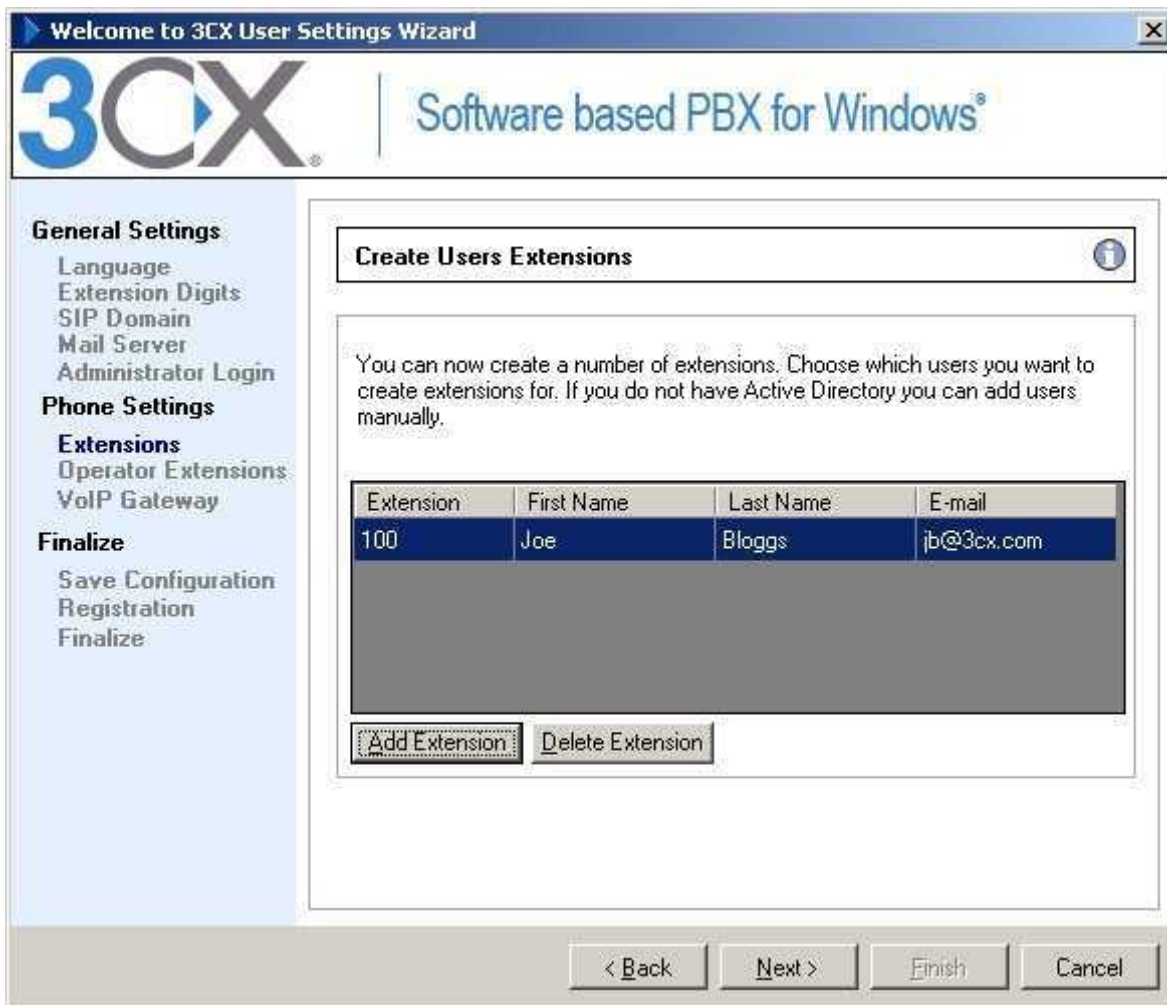 Welcome to 3CX User Settings Wizard
3CX®
Software based PBX for Windows®
General Settings
Language
Extension Digits
SIP Domain
Mail Server
Administrator Login
Phone Settings
Extensions
Operator Extensions
VoIP Gateway
Finalize
Save Configuration
Registration
Finalize
Create Users Extensions
You can now create a number of extensions. Choose which users you want to
create extensions for. If you do not have Active Directory you can add users
manually.
Extension First Name Last Name E-mail
100 Joe Bloggs jb@3cx.com
Add Extension Delete Extension
< Back Next > Finish Cancel